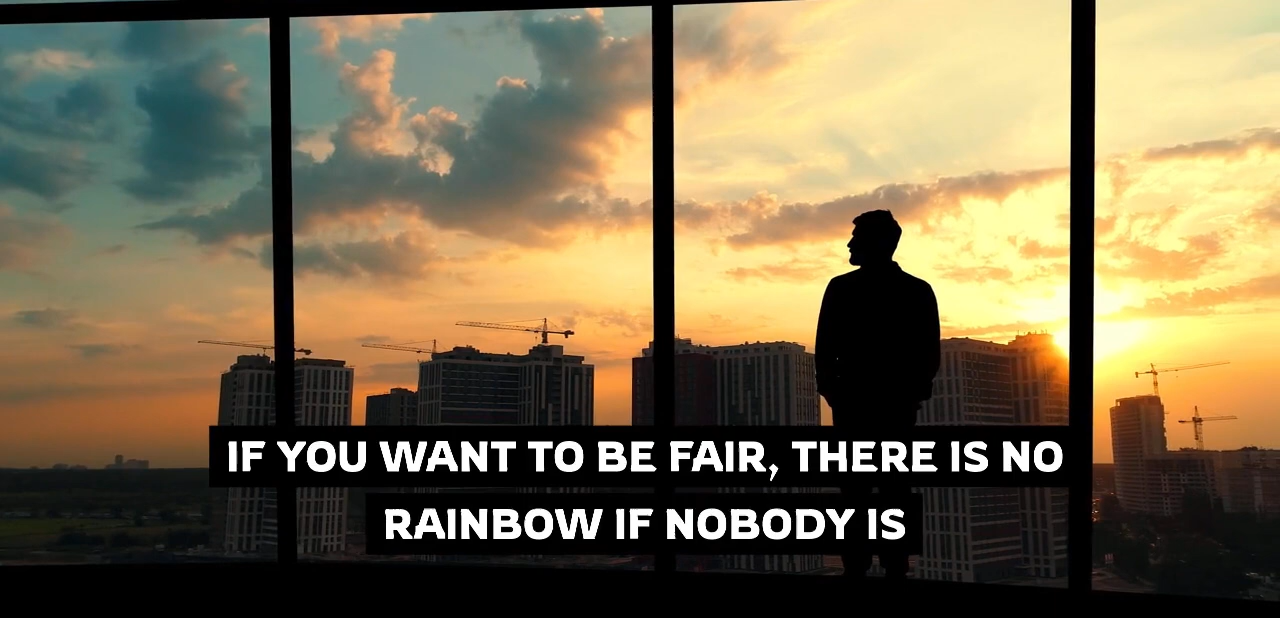 IF YOU WANT TO BE FAIR, THERE IS NO
RAINBOW IF NOBODY IS